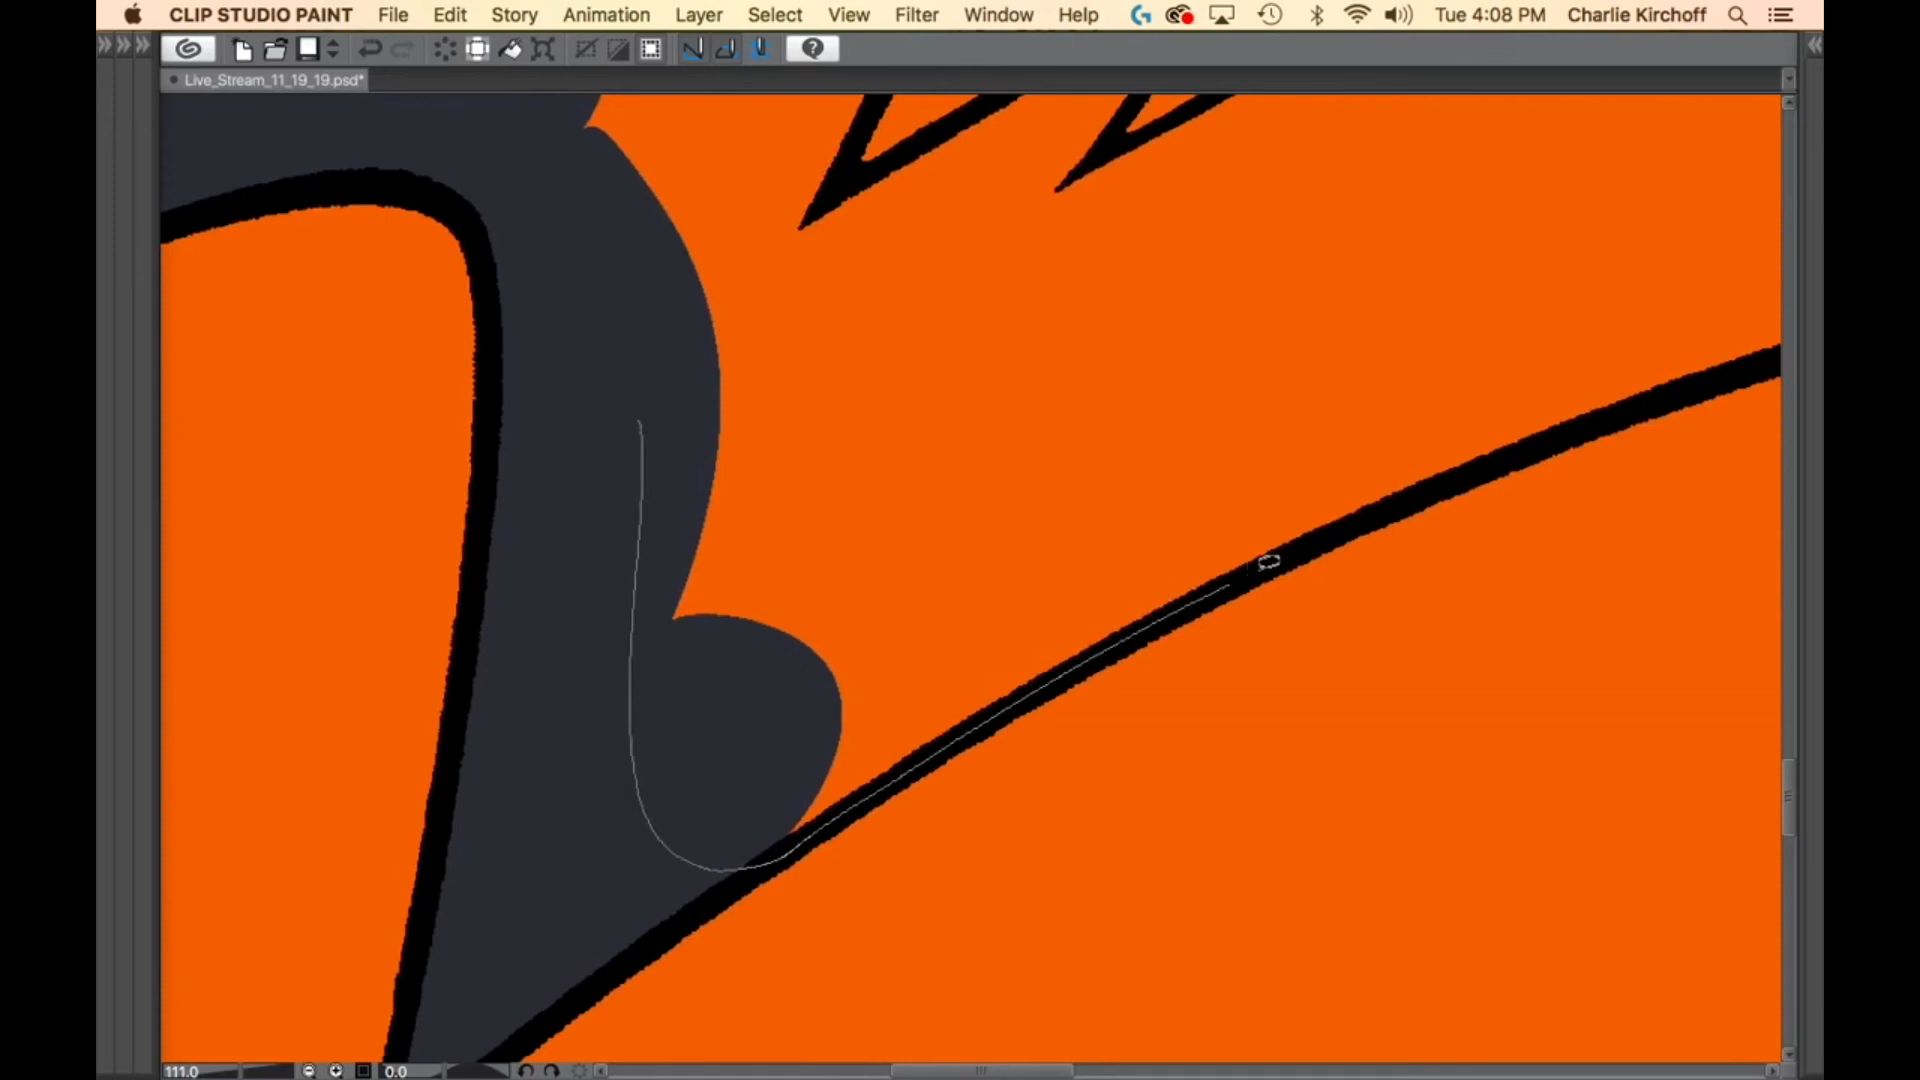 CLIP STUDIO PAINT File Edit Story Animation Layer Select View Filter Window Help Tue 4:08 PM Charlie Kirchoff
Live_Stream_11_19_19.psd*
111.0 0.0